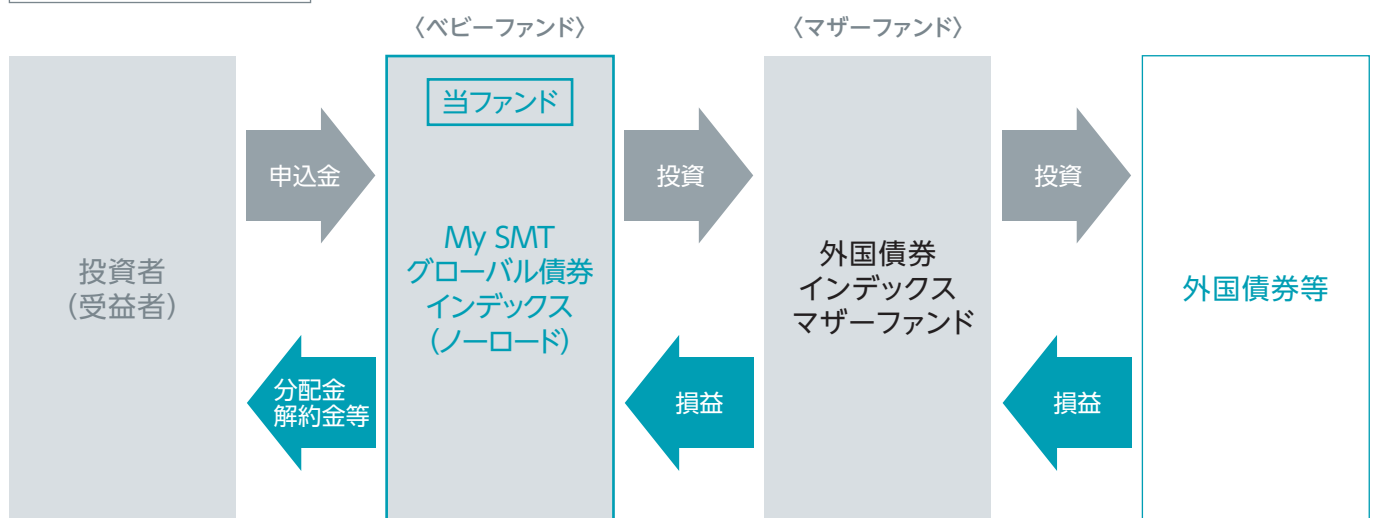 〈ベビーファンド〉
〈マザーファンド〉
当ファンド
申込金
投資
投資
投資者
(受益者)
My SMT
グローバル債券
インデックス
(ノーロード)
外国債券
インデックス
マザーファンド
外国債券等
分配金
解約金等
損益
損益